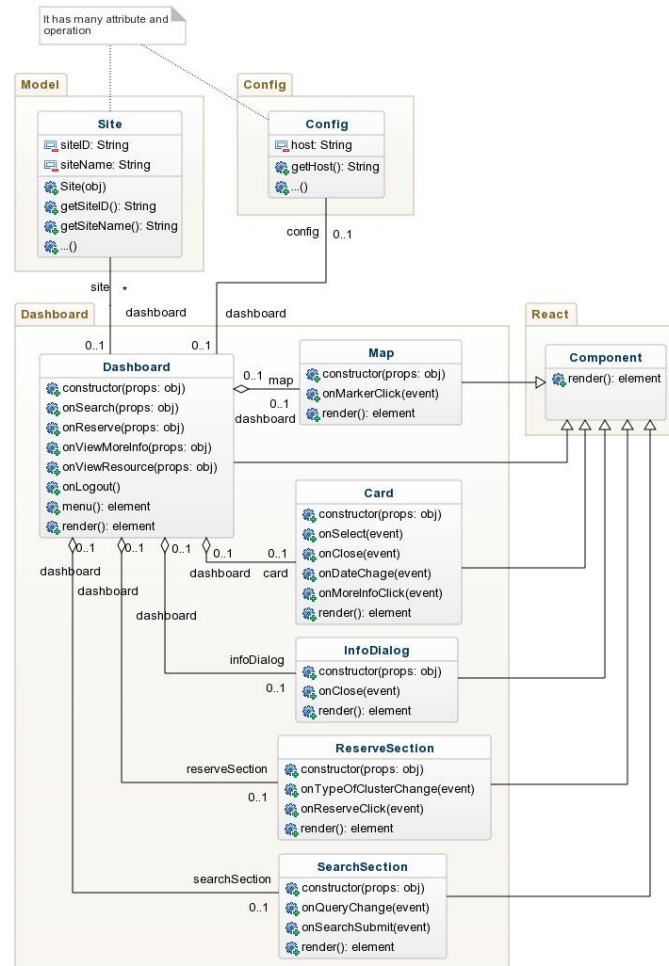 It has many attribute and
operation
Model
Config
Site
siteID: String
siteName: String
Site(obj)
getSiteID(): String
getSiteName(): String
...()
Config
host: String
getHost(): String
...()
config
0..1
site
*
dashboard
dashboard
0..1
0..1
Dashboard
React
Dashboard
constructor(props: obj)
onSearch(props: obj)
onReserve(props: obj)
onViewMoreInfo(props: obj)
onViewResource(props: obj)
onLogout()
menu(): element
render(): element
0..1
map
0..1
dashboard
Map
constructor(props: obj)
onMarkerClick(event)
render(): element
Component
render(): element
0..1
0..1
0..1
0..1
0..1
dashboard
dashboard
dashboard
dashboard
card
Card
constructor(props: obj)
onSelect(event)
onClose(event)
onDateChage(event)
onMoreInfoClick(event)
render(): element
infoDialog
0..1
InfoDialog
constructor(props: obj)
onClose(event)
render(): element
reserveSection
0..1
ReserveSection
constructor(props: obj)
onTypeOfClusterChange(event)
onReserveClick(event)
render(): element
searchSection
0..1
SearchSection
constructor(props: obj)
onQueryChange(event)
onSearchSubmit(event)
render(): element